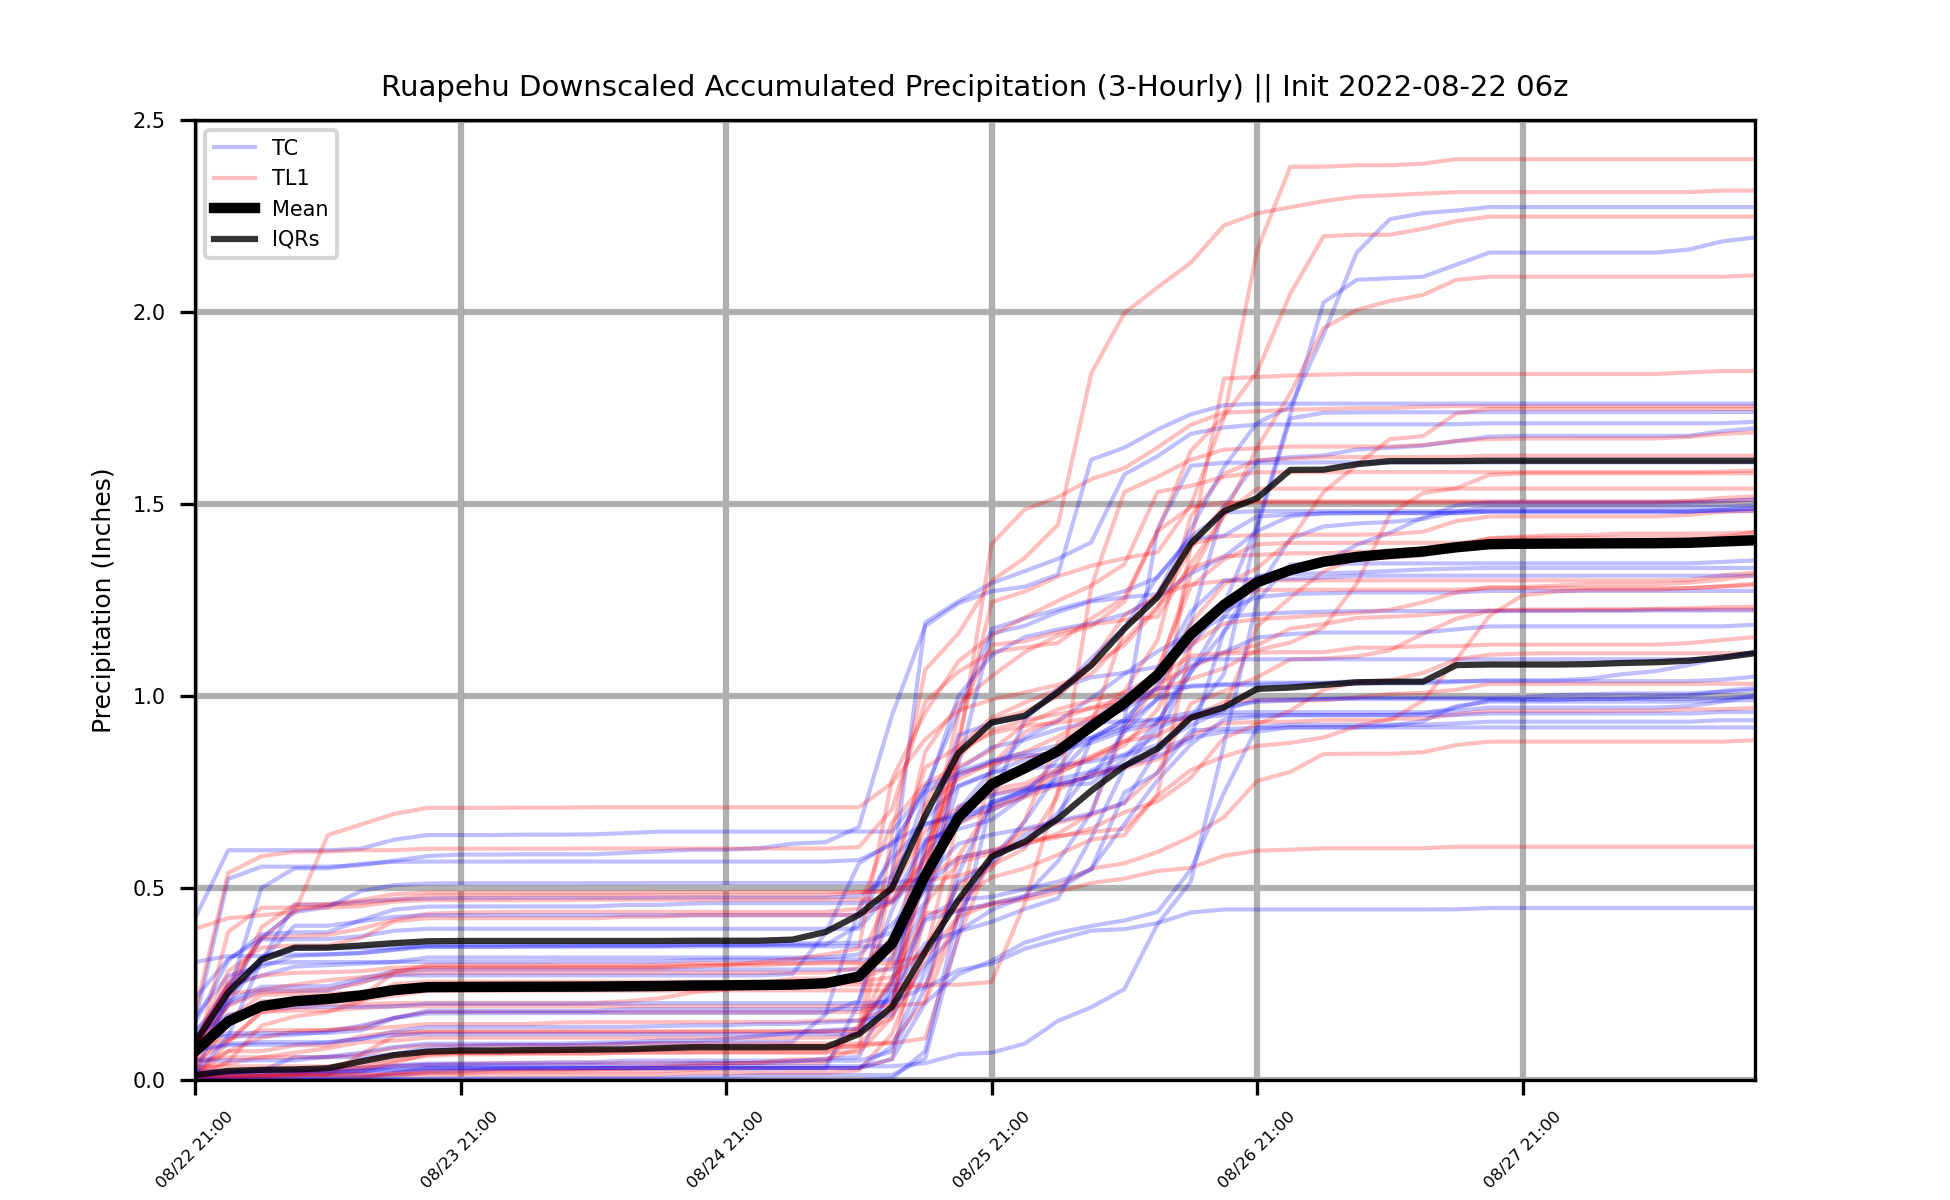 Ruapehu Downscaled Accumulated Precipitation (3-Hourly) || Init 2022-08-22 06z
TC
TL1
Mean
IQRs
Precipitation (Inches)
2.5
2.0
1.5
1.0
0.5
0.0
08/22 21:00
08/23 21:00
08/24 21:00
08/25 21:00
08/26 21:00
08/27 21:00